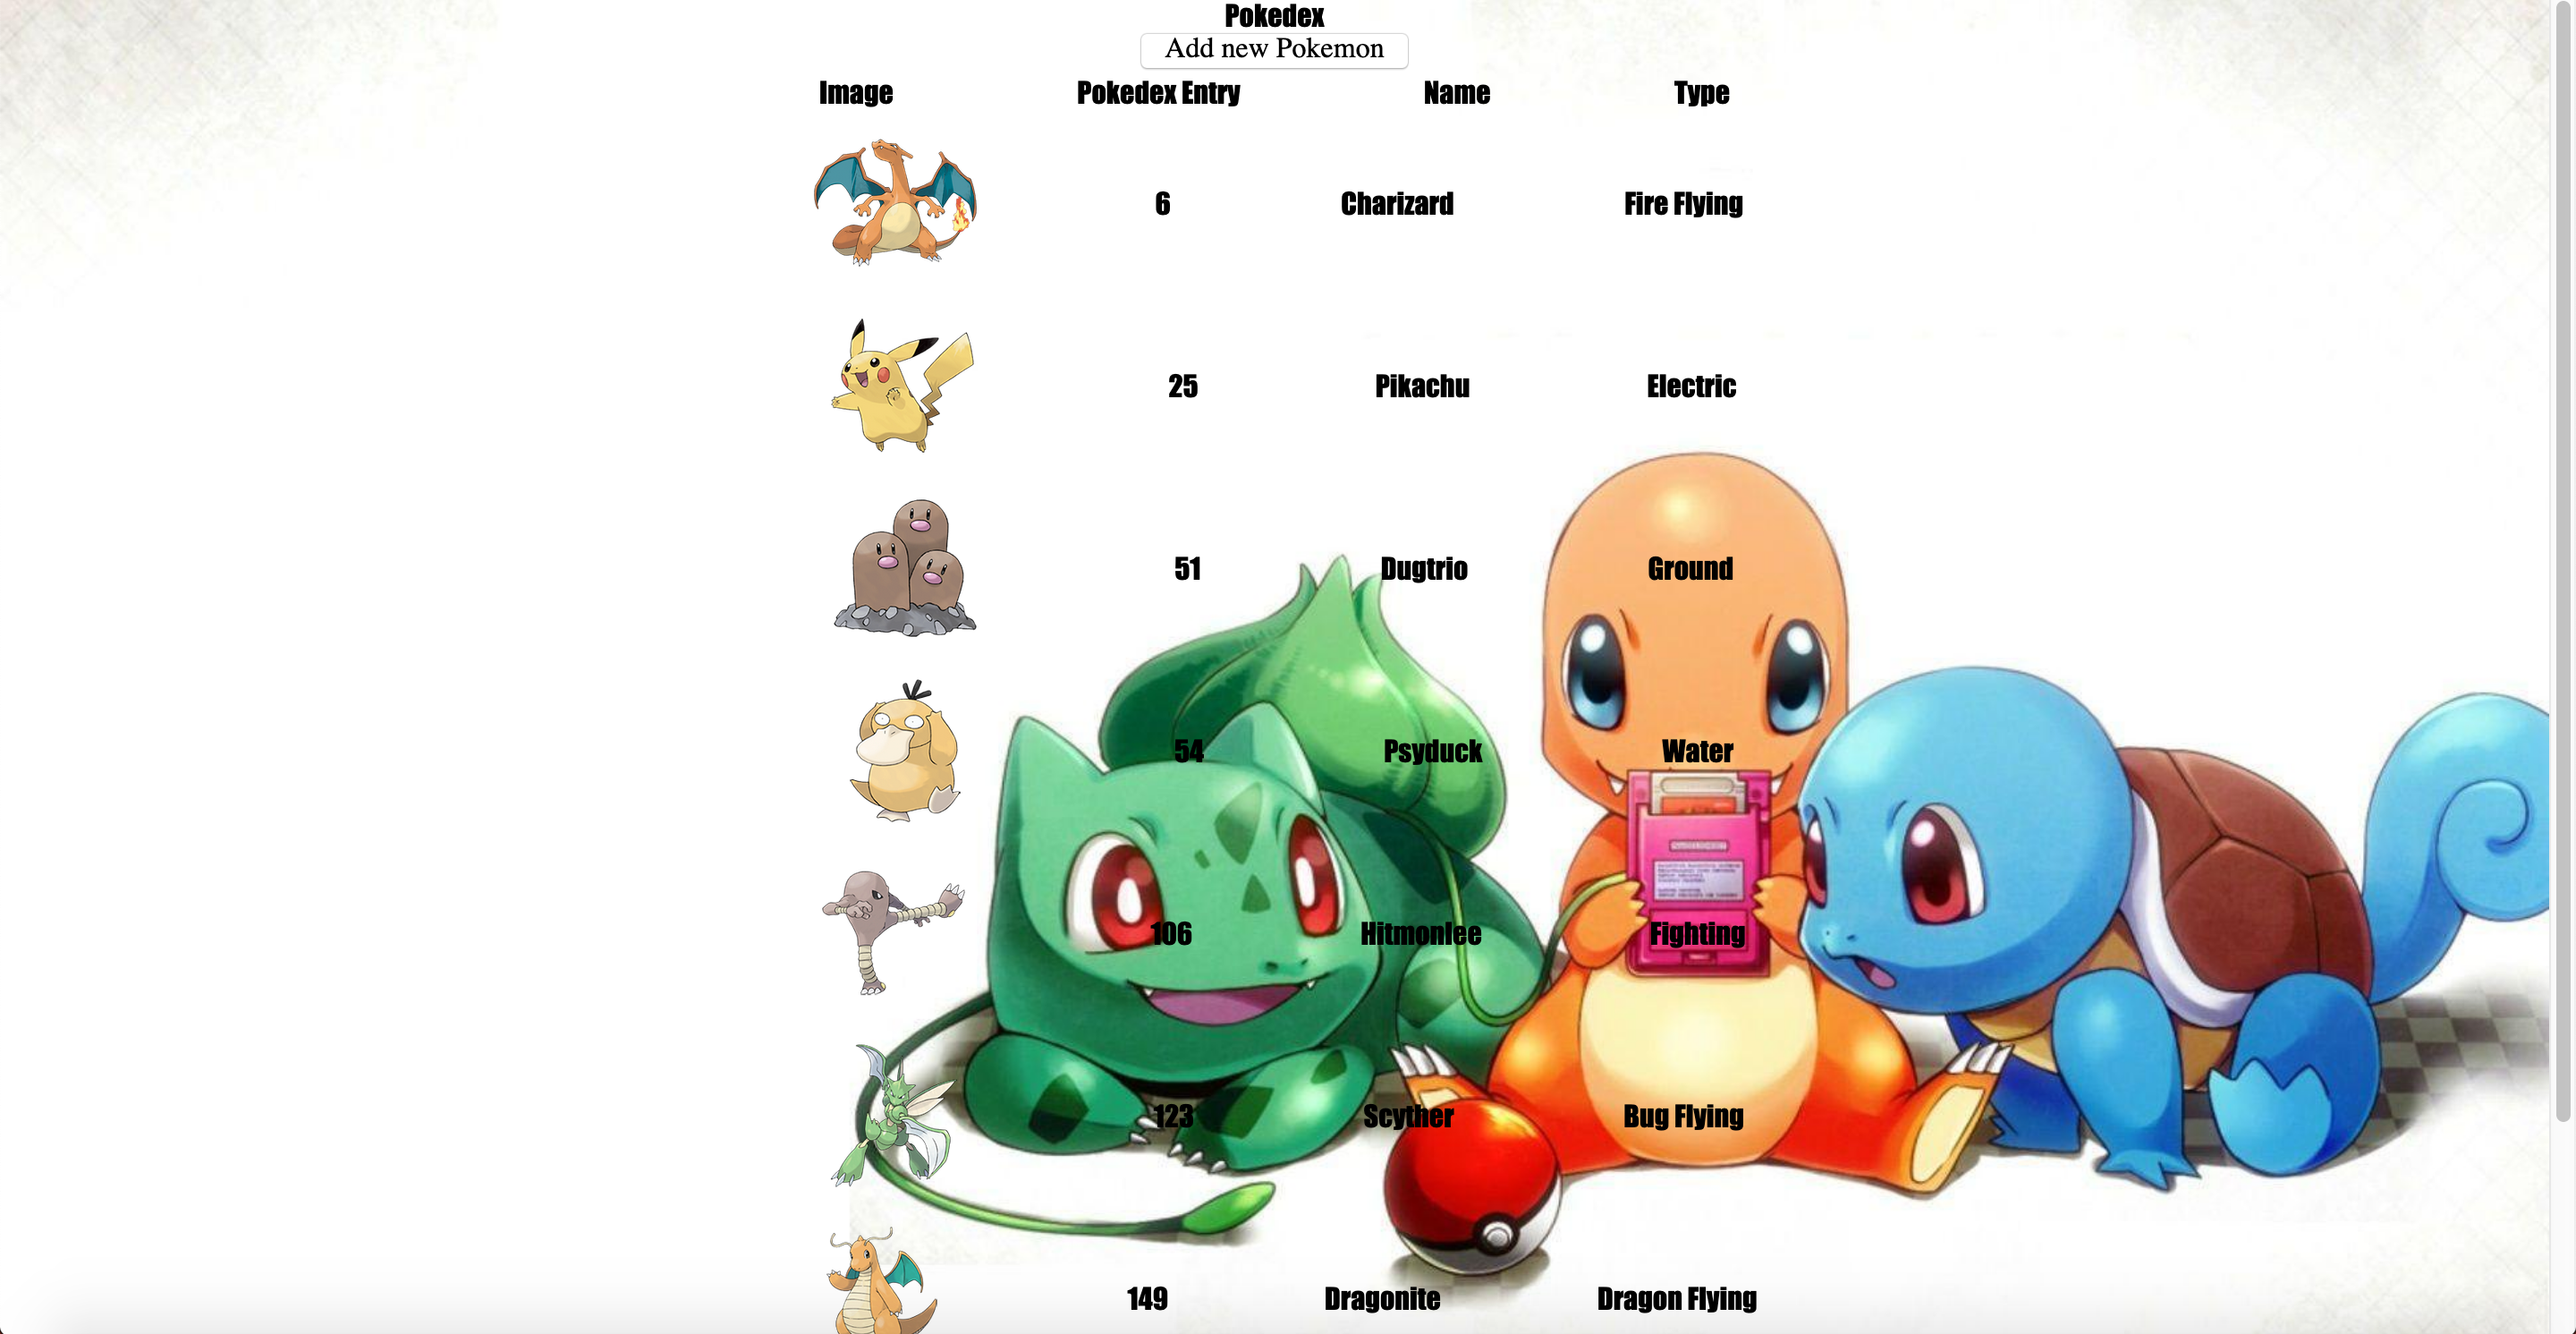 Pokedex
Add new Pokemon
Image Pokedex Entry Name Type
6 Charizard Fire Flying
25 Pikachu Electric
51 Dugtrio Ground
54 Psyduck Water
106 Hitmonlee Fighting
123 Scyther Bug Flying
149 Dragonite Dragon Flying